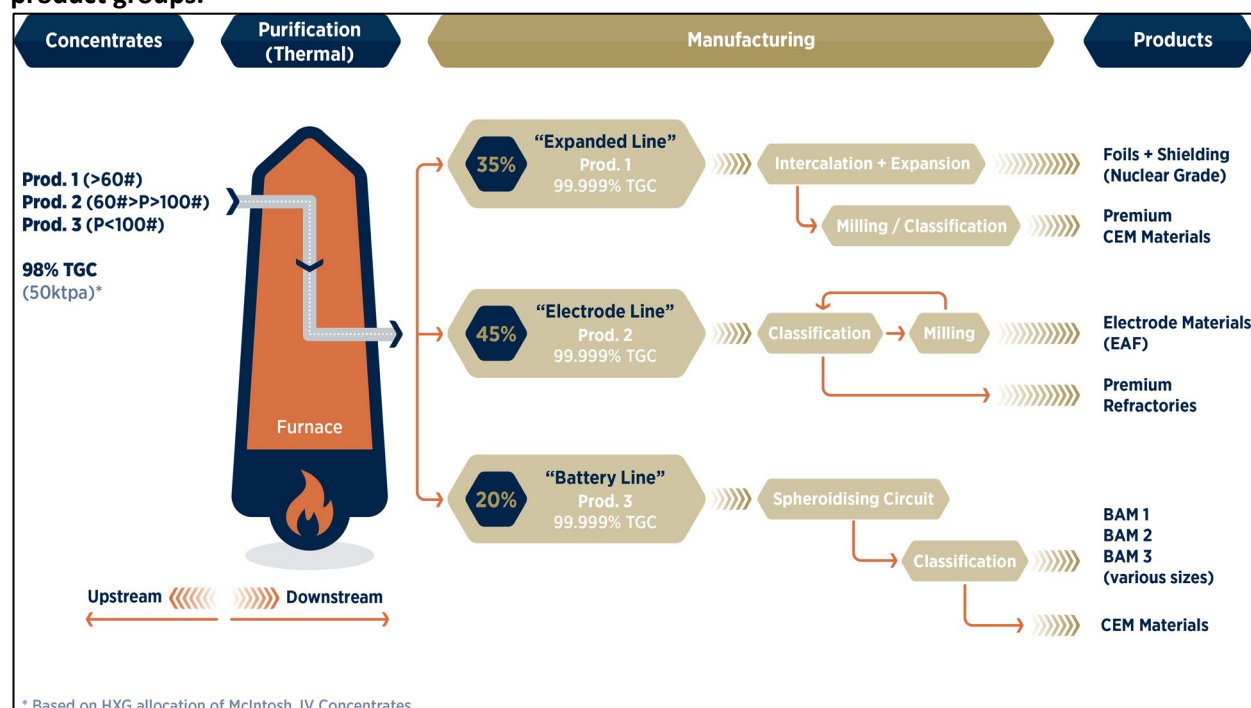 product groups.
Concentrates
Purification
(Thermal)
Manufacturing
Products
Prod. 1 (>60#)
Prod. 2 (60#>P>100#)
Prod. 3 (P<100#)
98% TGC
(50ktpa)*
Furnace
Upstream
Downstream
35%
“Expanded Line”
Prod. 1
99.999% TGC
Intercalation + Expansion
Milling / Classification
Foils + Shielding
(Nuclear Grade)
Premium
CEM Materials
45%
“Electrode Line”
Prod. 2
99.999% TGC
Classification
Milling
Electrode Materials
(EAF)
Premium
Refractories
20%
“Battery Line”
Prod. 3
99.999% TGC
Spheroidising Circuit
Classification
BAM 1
BAM 2
BAM 3
(various sizes)
CEM Materials
* Based on HXG allocation of McIntosh JV Concentrates